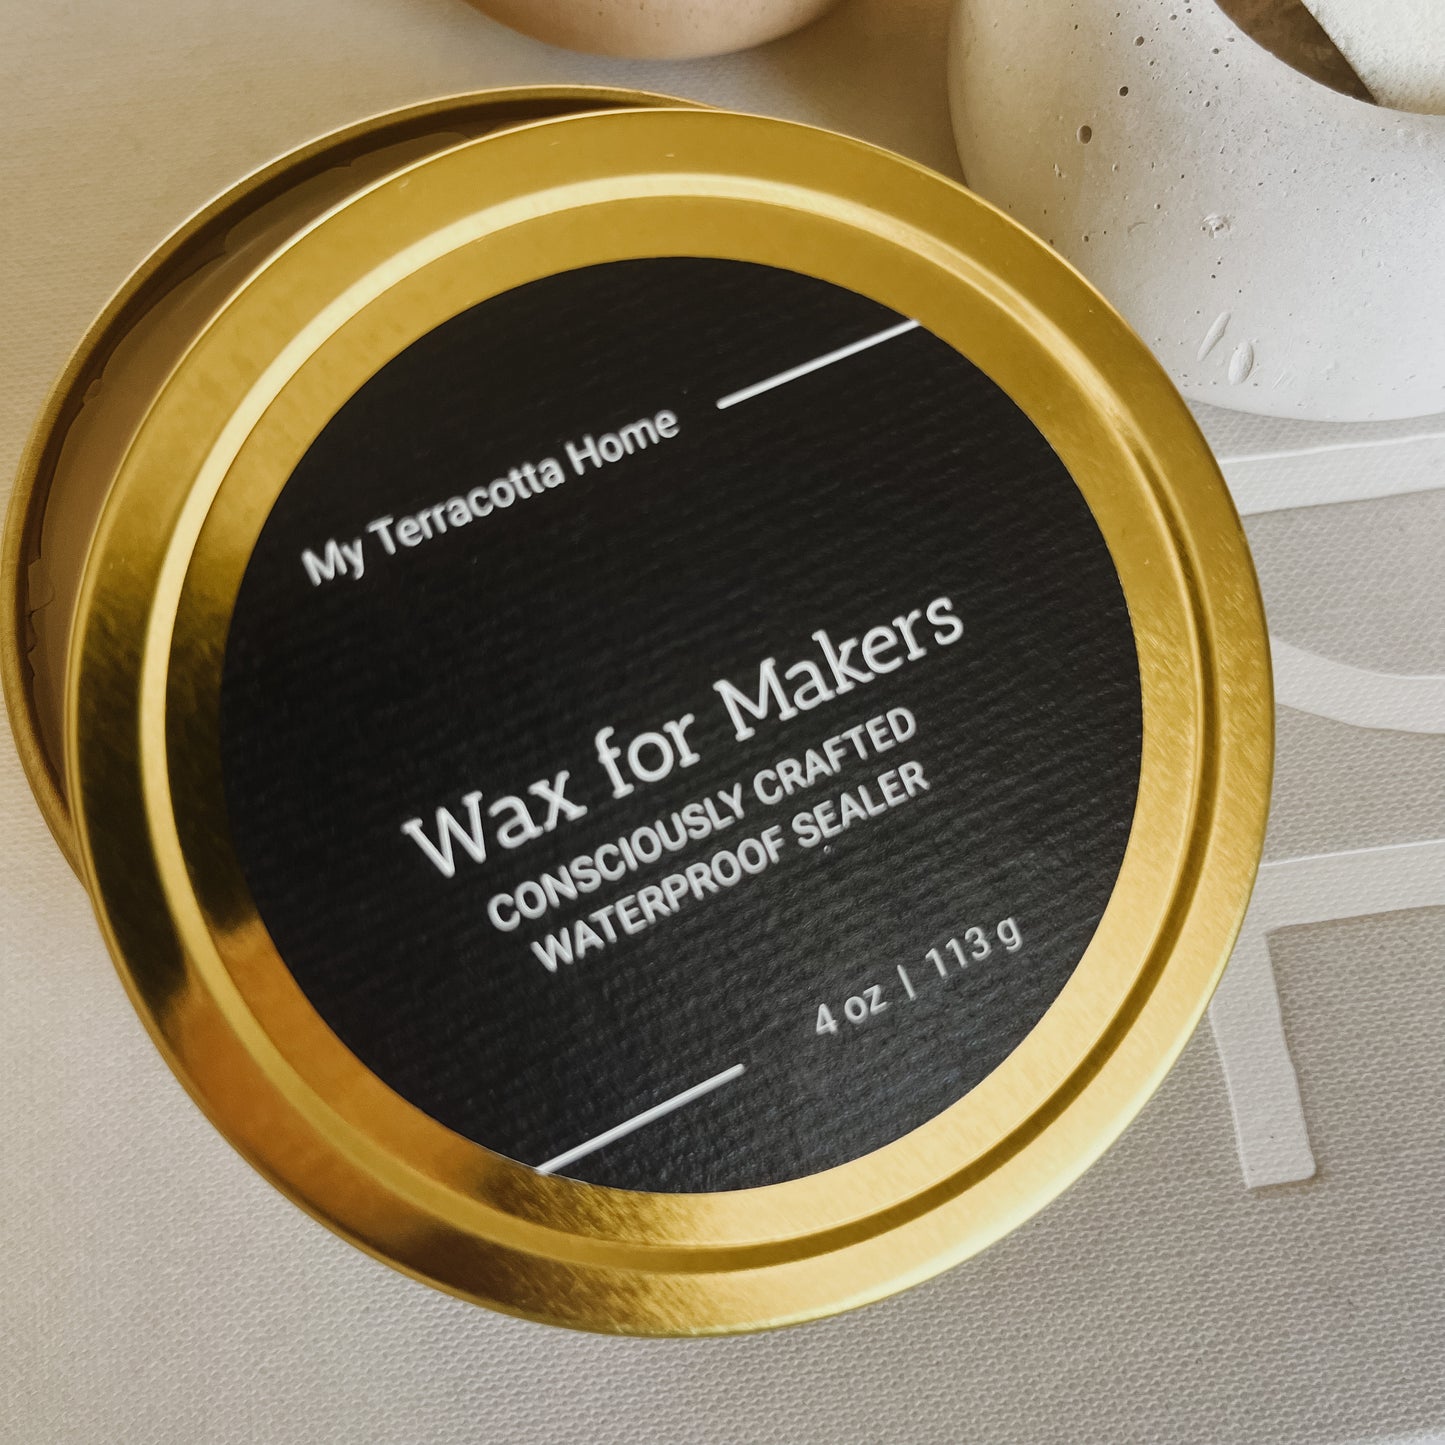 My Terracotta Home
Wax for Makers
CONSCIOUSLY CRAFTED
WATERPROOF SEALER
4 oz | 113 g